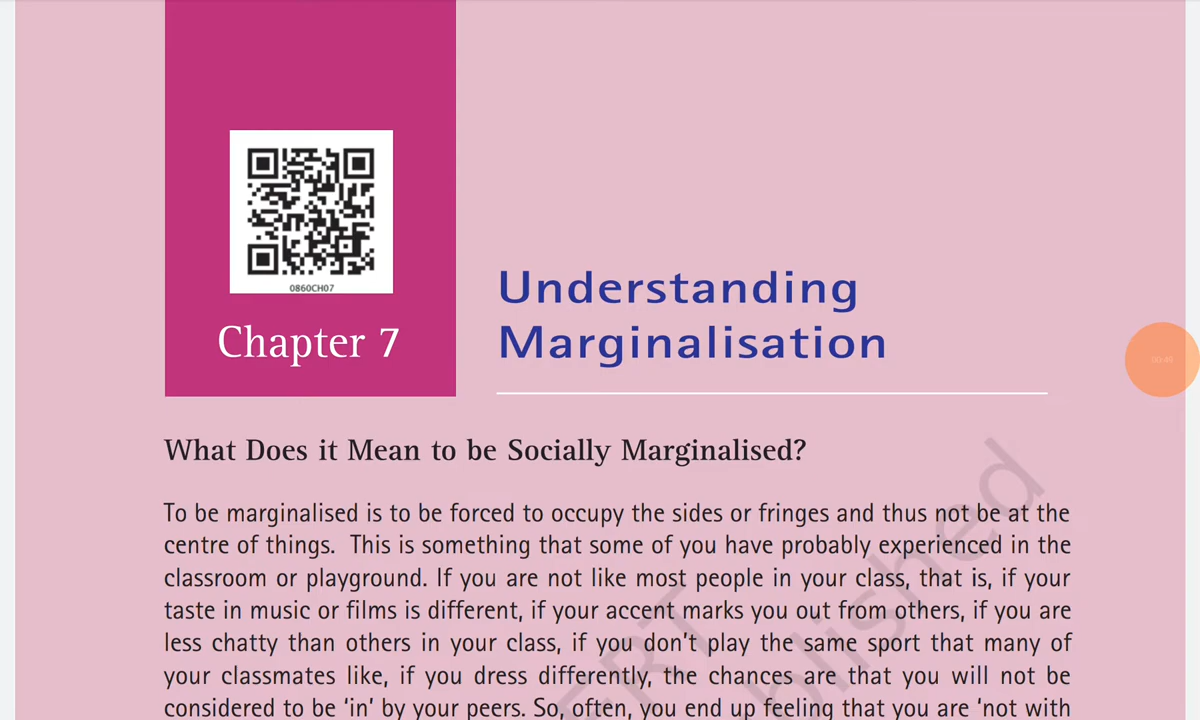 0860CH07
Chapter 7
Understanding
Marginalisation
What Does it Mean to be Socially Marginalised?
To be marginalised is to be forced to occupy the sides or fringes and thus not be at the
centre of things. This is something that some of you have probably experienced in the
classroom or playground. If you are not like most people in your class, that is, if your
taste in music or films is different, if your accent marks you out from others, if you are
less chatty than others in your class, if you don't play the same sport that many of
your classmates like, if you dress differently, the chances are that you will not be
considered to be 'in' by your peers. So, often, you end up feeling that you are 'not with